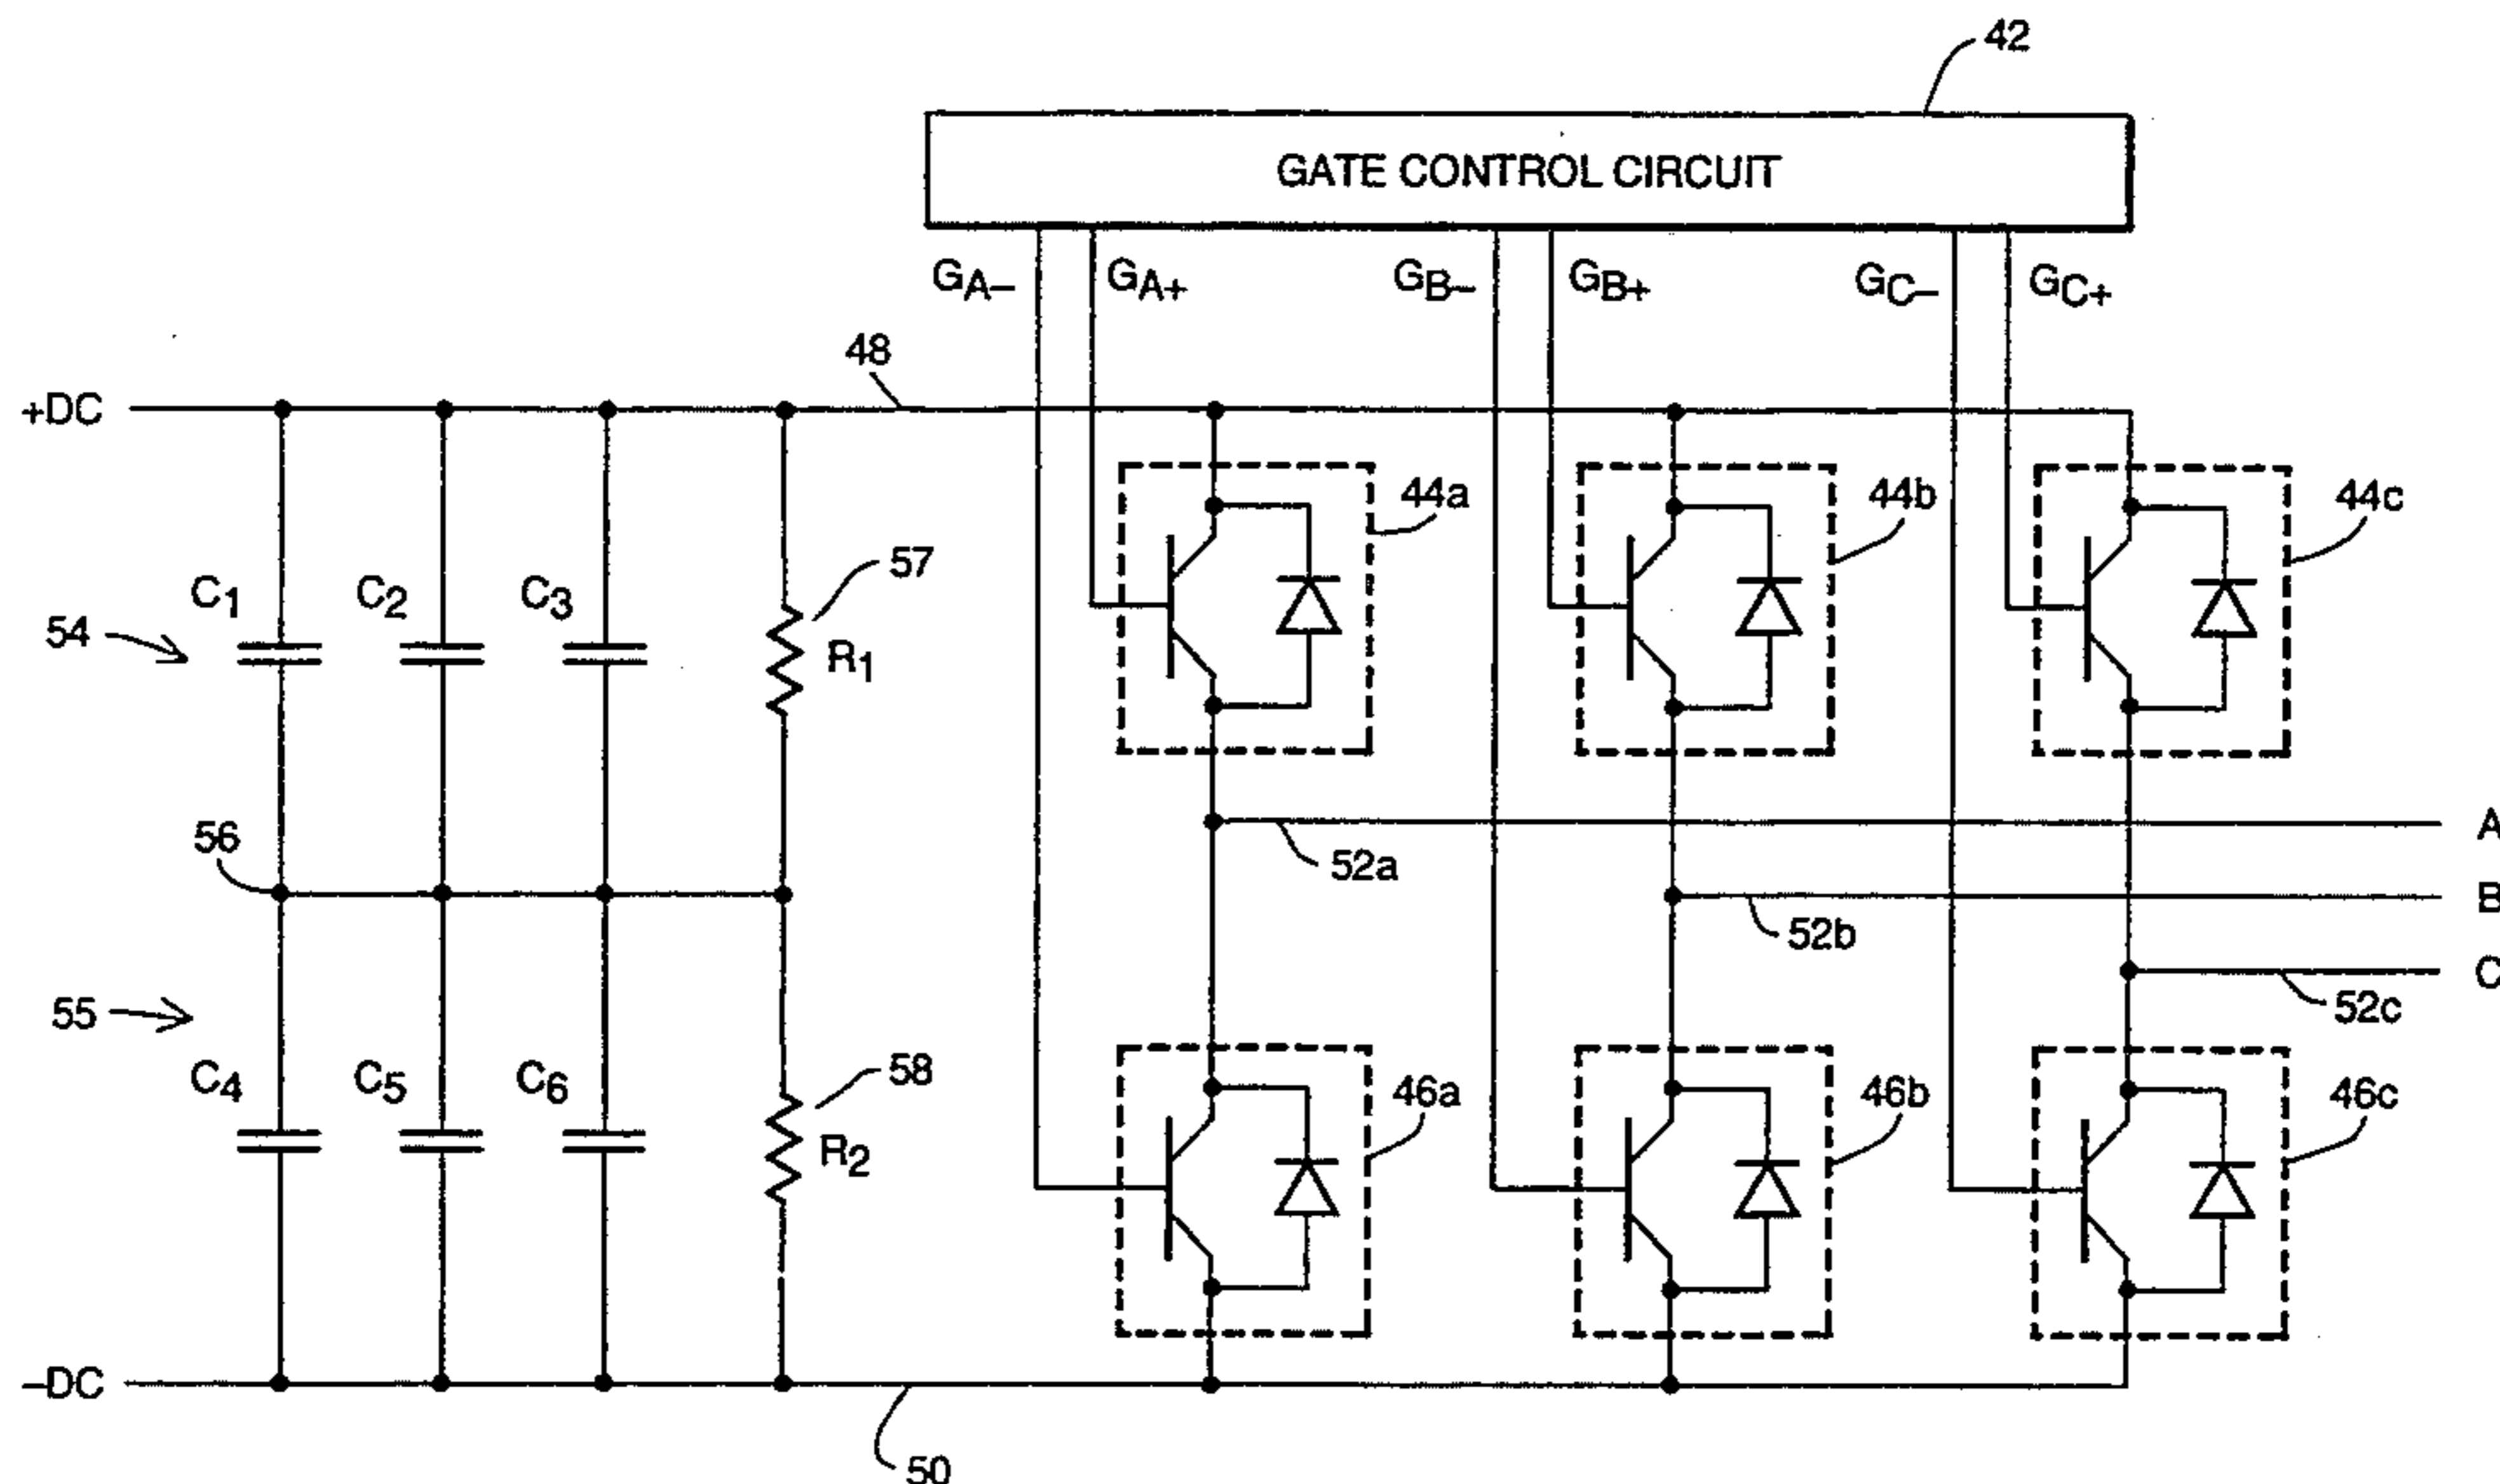 42
GATE CONTROL CIRCUIT
GA− GA+ GB− GB+ GC− GC+
48
+DC
44a 44b 44c
57
C1 C2 C3
54
R1
56
A
52a
B
52b
C
52c
55
58
C4 C5 C6
46a 46b 46c
R2
−DC
50